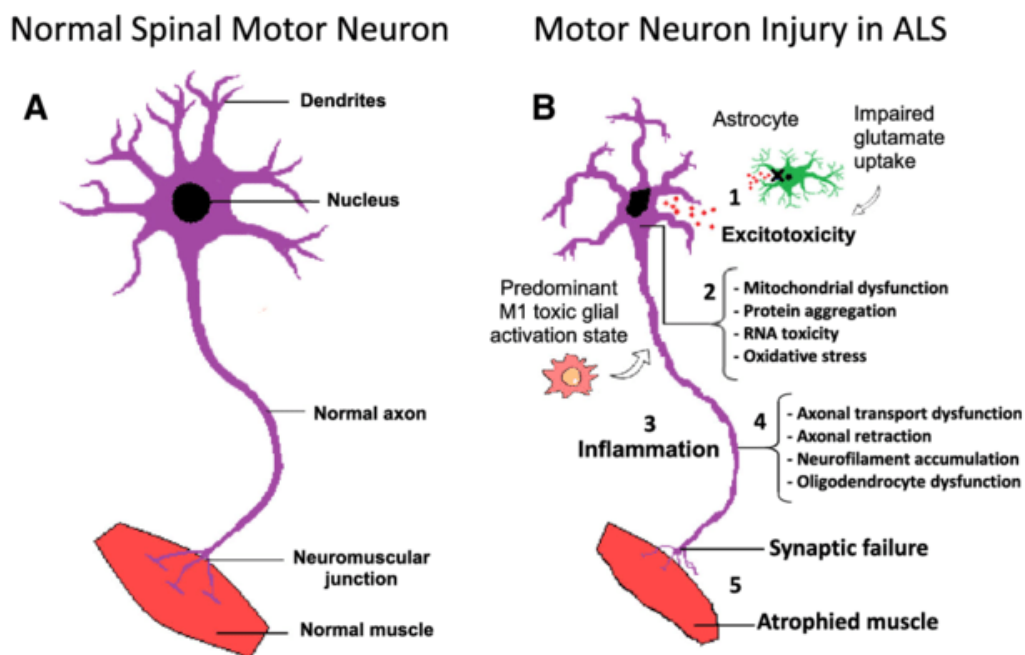 Normal Spinal Motor Neuron
A
Dendrites
Nucleus
Normal axon
Neuromuscular
junction
Normal muscle
Motor Neuron Injury in ALS
B
Astrocyte
Impaired
glutamate
uptake
1
Excitotoxicity
Predominant
M1 toxic glial
activation state
2
- Mitochondrial dysfunction
- Protein aggregation
- RNA toxicity
- Oxidative stress
3
Inflammation
4
- Axonal transport dysfunction
- Axonal retraction
- Neurofilament accumulation
- Oligodendrocyte dysfunction
Synaptic failure
5
Atrophied muscle